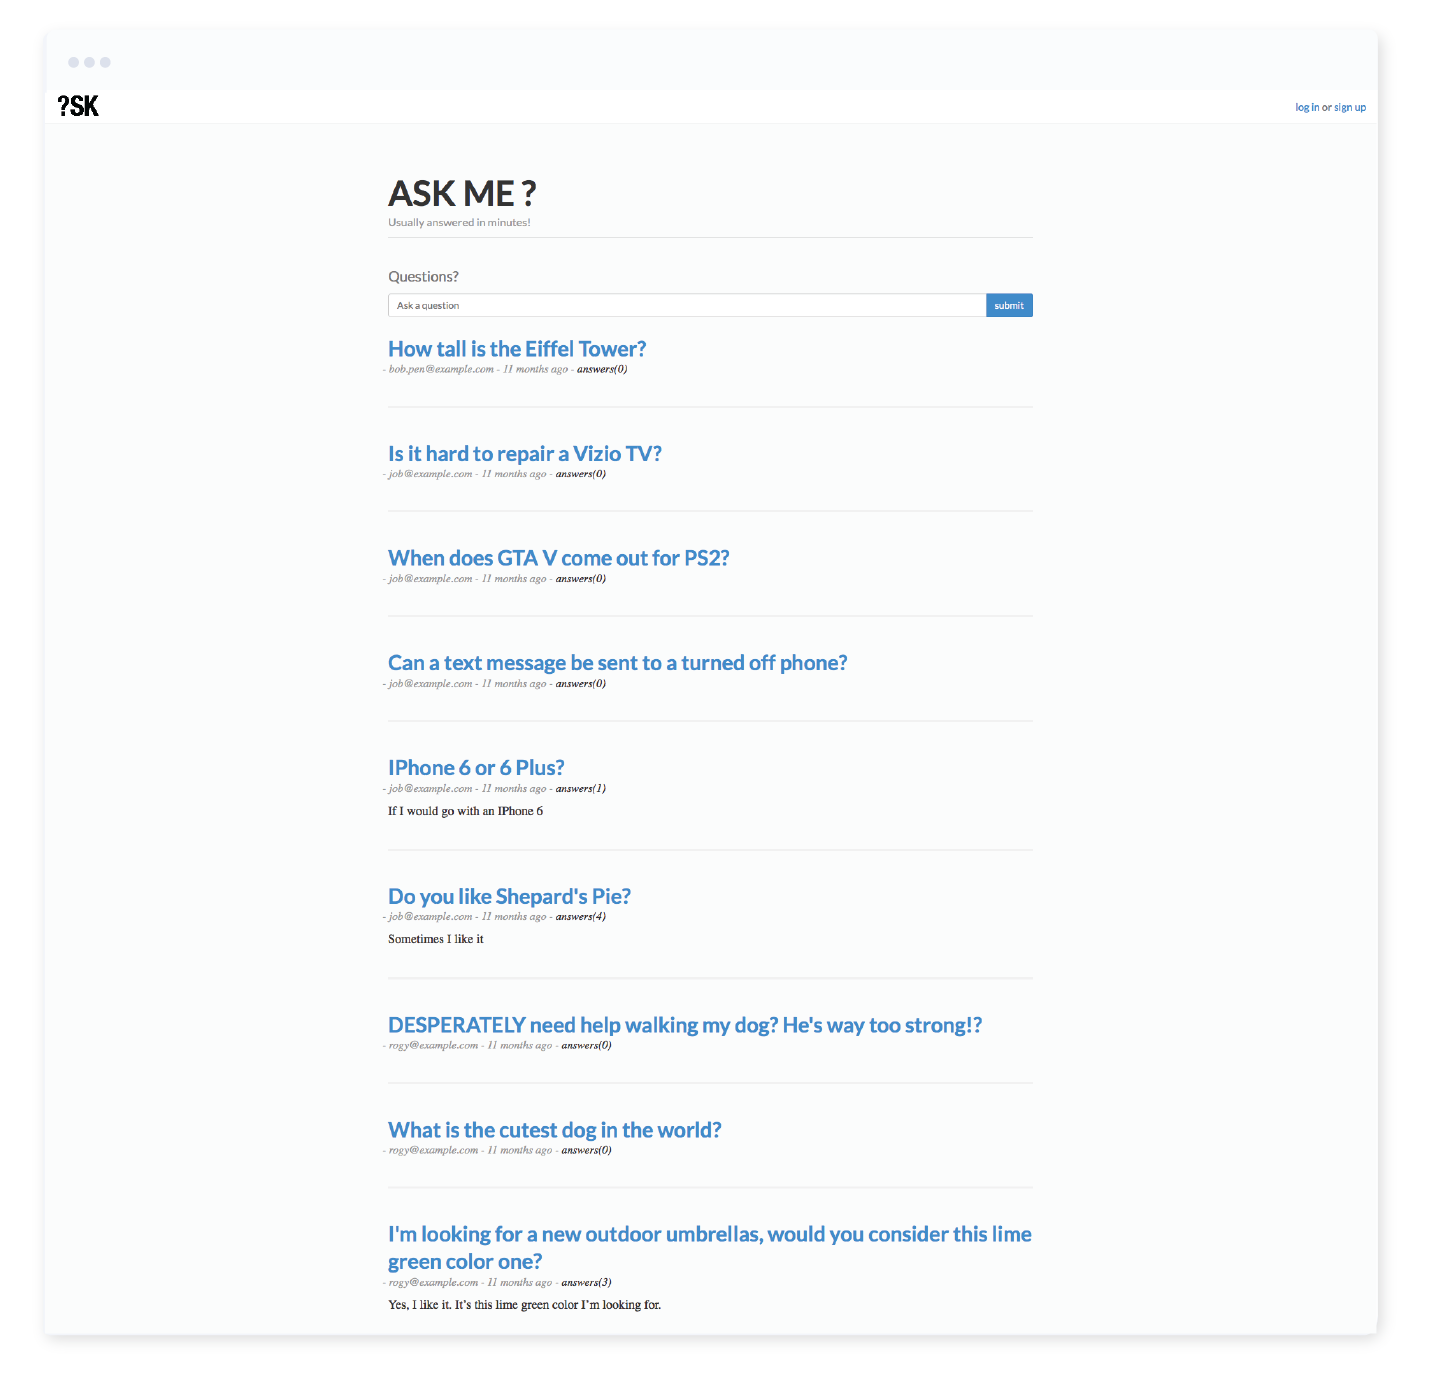 ?SK
log in or sign up
ASK ME ?
Usually answered in minutes!
Questions?
Ask a question
submit
How tall is the Eiffel Tower?
- bob.pen@example.com - 11 months ago - answers(0)
Is it hard to repair a Vizio TV?
- job@example.com - 11 months ago - answers(0)
When does GTA V come out for PS2?
- job@example.com - 11 months ago - answers(0)
Can a text message be sent to a turned off phone?
- job@example.com - 11 months ago - answers(0)
IPhone 6 or 6 Plus?
- job@example.com - 11 months ago - answers(1)
If I would go with an IPhone 6
Do you like Shepard's Pie?
- job@example.com - 11 months ago - answers(4)
Sometimes I like it
DESPERATELY need help walking my dog? He's way too strong!?
- rogy@example.com - 11 months ago - answers(0)
What is the cutest dog in the world?
- rogy@example.com - 11 months ago - answers(0)
I'm looking for a new outdoor umbrellas, would you consider this lime
green color one?
- rogy@example.com - 11 months ago - answers(3)
Yes, I like it. It's this lime green color I'm looking for.